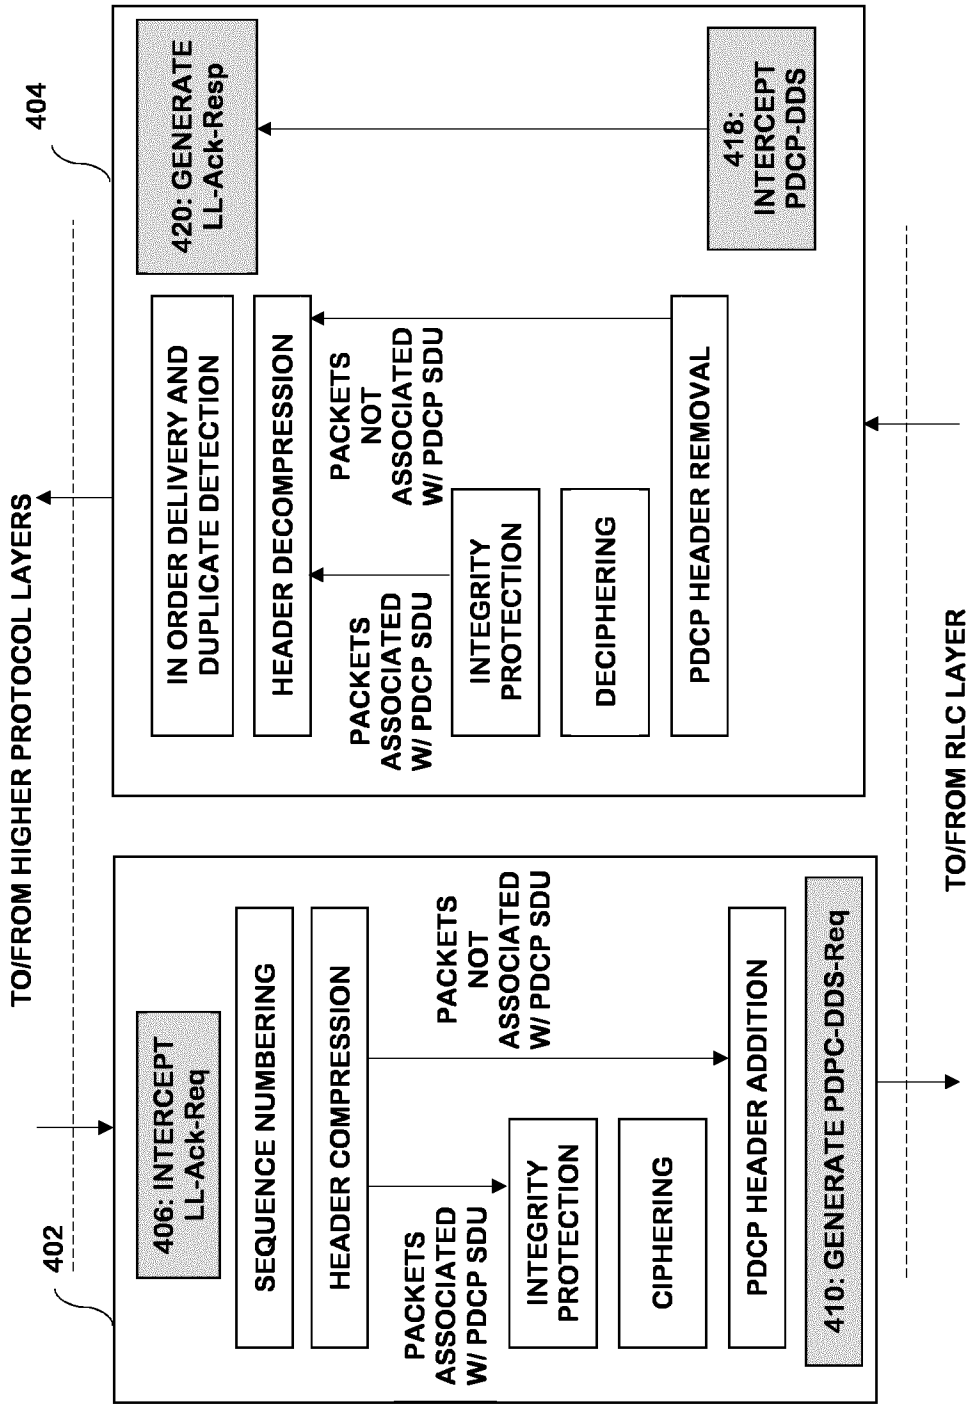 TO/FROM HIGHER PROTOCOL LAYERS
402
406: INTERCEPT
LL-Ack-Req
SEQUENCE NUMBERING
HEADER COMPRESSION
PACKETS
ASSOCIATED
W/ PDCP SDU
PACKETS
NOT
ASSOCIATED
W/ PDCP SDU
INTEGRITY
PROTECTION
CIPHERING
PDCP HEADER ADDITION
410: GENERATE PDPC-DDS-Req
404
420: GENERATE
LL-Ack-Resp
IN ORDER DELIVERY AND
DUPLICATE DETECTION
HEADER DECOMPRESSION
PACKETS
ASSOCIATED
W/ PDCP SDU
PACKETS
NOT
ASSOCIATED
W/ PDCP SDU
INTEGRITY
PROTECTION
DECIPHERING
PDCP HEADER REMOVAL
418:
INTERCEPT
PDCP-DDS
TO/FROM RLC LAYER